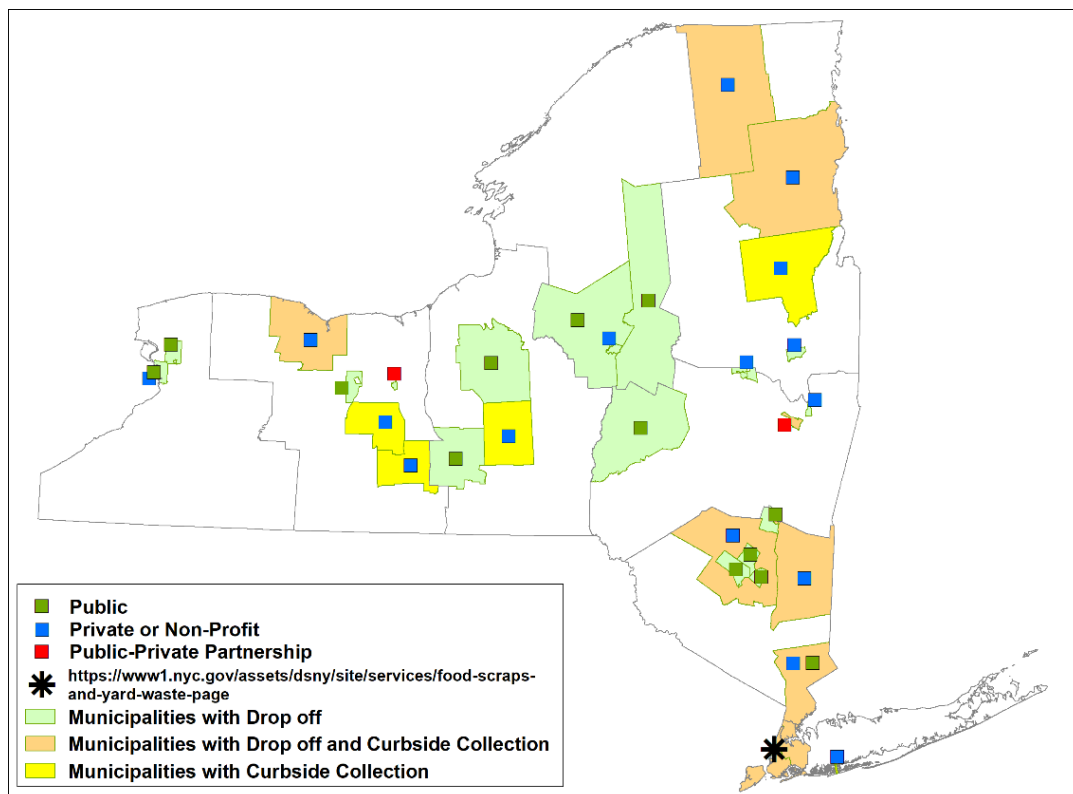 Public
Private or Non-Profit
Public-Private Partnership
https://www1.nyc.gov/assets/dsny/site/services/food-scraps-
and-yard-waste-page
Municipalities with Drop off
Municipalities with Drop off and Curbside Collection
Municipalities with Curbside Collection